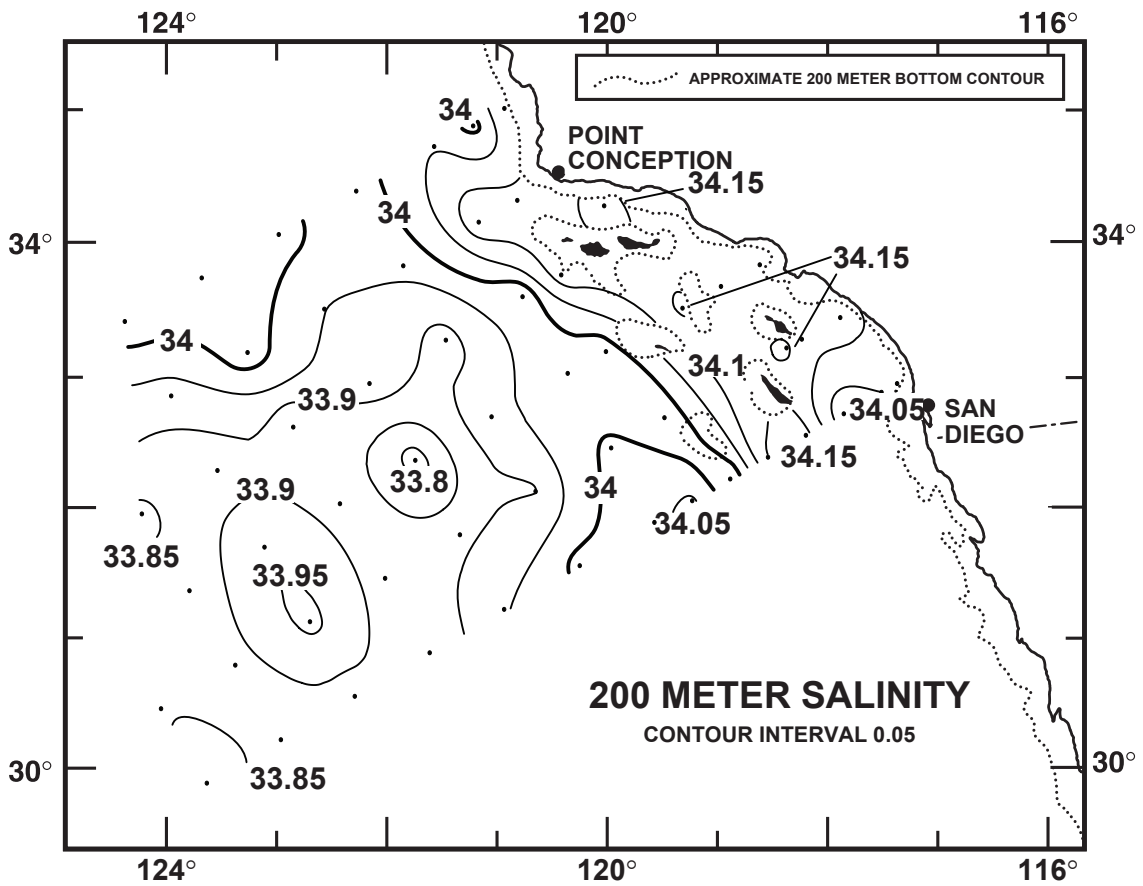 124° 120° 116°
APPROXIMATE 200 METER BOTTOM CONTOUR
34
POINT
CONCEPTION
34.15
34
34° 34°
34.15
34
34.1
33.9
34.05 SAN
DIEGO
34.15
33.8
33.9 34
34.05
33.85
33.95
200 METER SALINITY
CONTOUR INTERVAL 0.05
30° 30°
33.85
124° 120° 116°